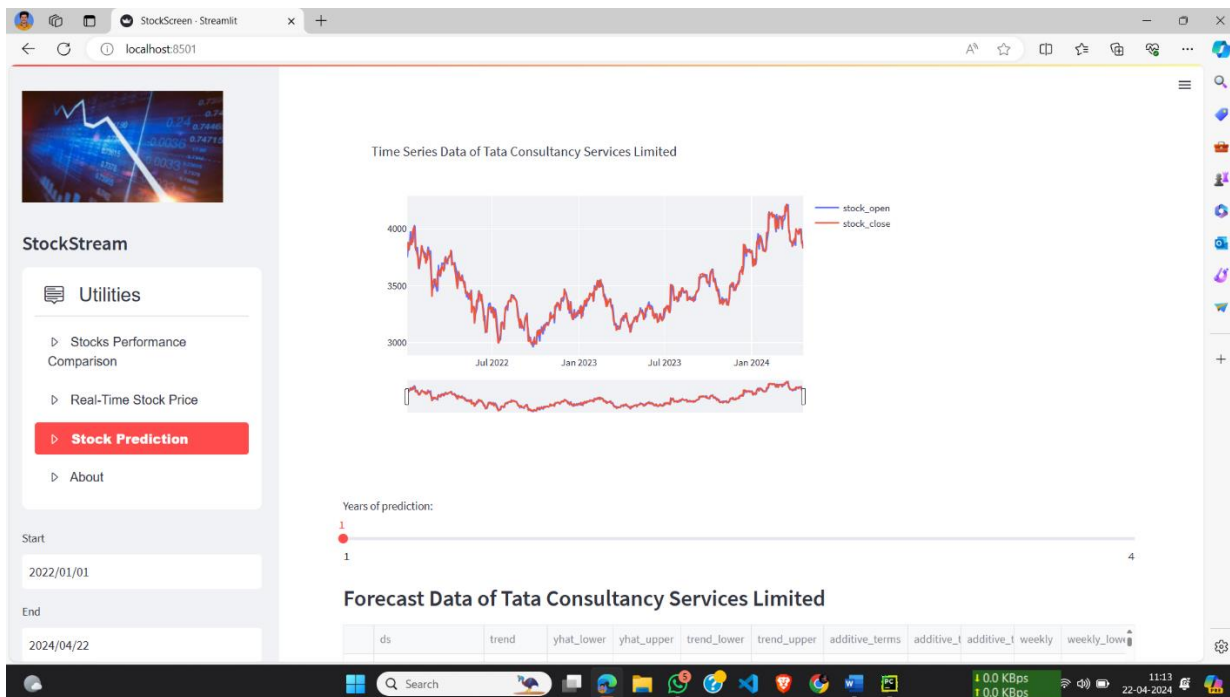 StockScreen - Streamlit
localhost:8501
StockStream
Utilities
Stocks Performance
Comparison
Real-Time Stock Price
Stock Prediction
About
Start
2022/01/01
End
2024/04/22
Time Series Data of Tata Consultancy Services Limited
stock_open
stock_close
4000
3500
3000
Jul 2022 Jan 2023 Jul 2023 Jan 2024
Years of prediction:
1
1 4
Forecast Data of Tata Consultancy Services Limited
ds trend yhat_lower yhat_upper trend_lower trend_upper additive_terms additive_t additive_t weekly weekly_lowe
Search
5
↓ 0.0 KBps
↑ 0.0 KBps
11:13
22-04-2024